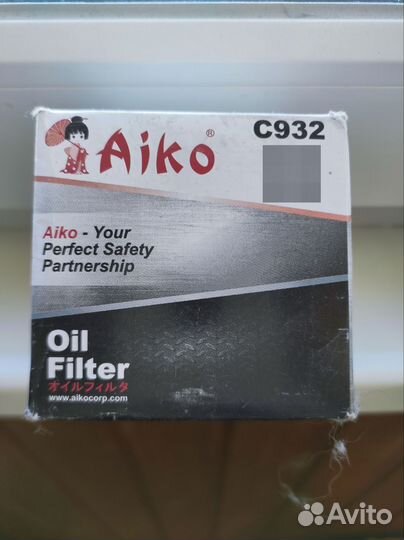 Aiko®
C932
Aiko - Your
Perfect Safety
Partnership
Oil
Filter
オイルフィルタ
www.aikocorp.com
Avito